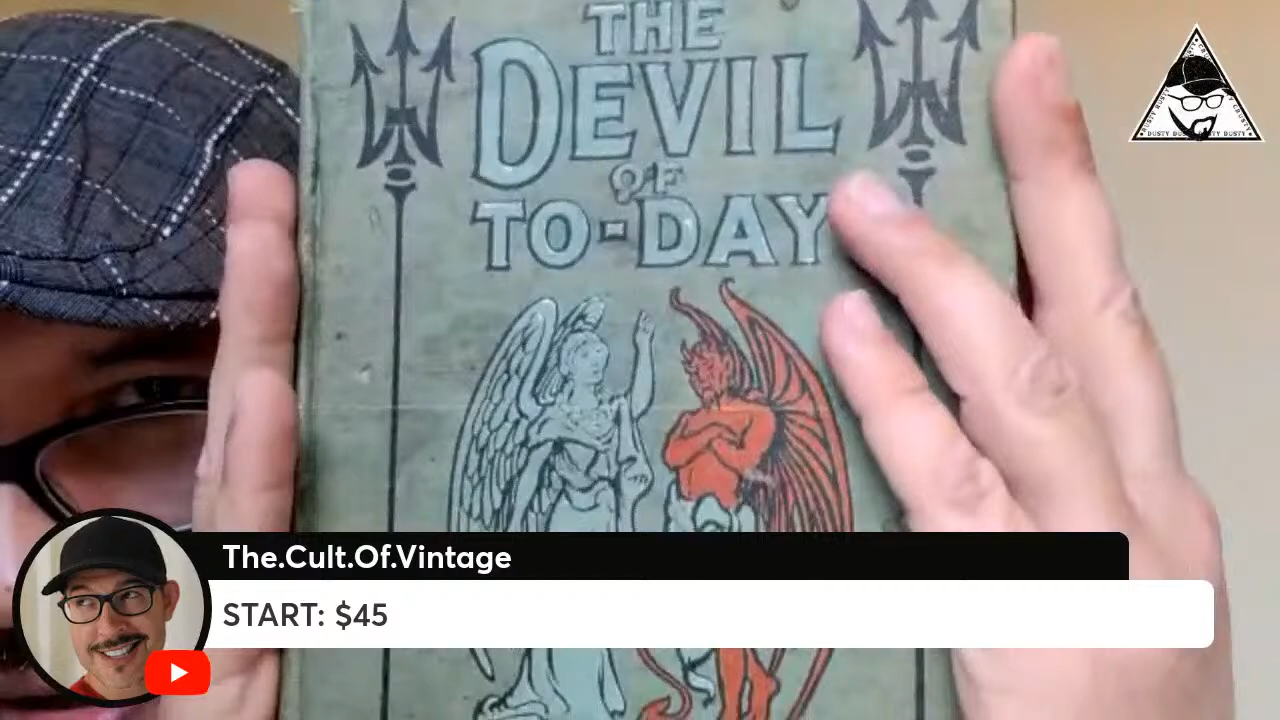 THE
DEVIL
OF
TO-DAY
The.Cult.Of.Vintage
START: $45